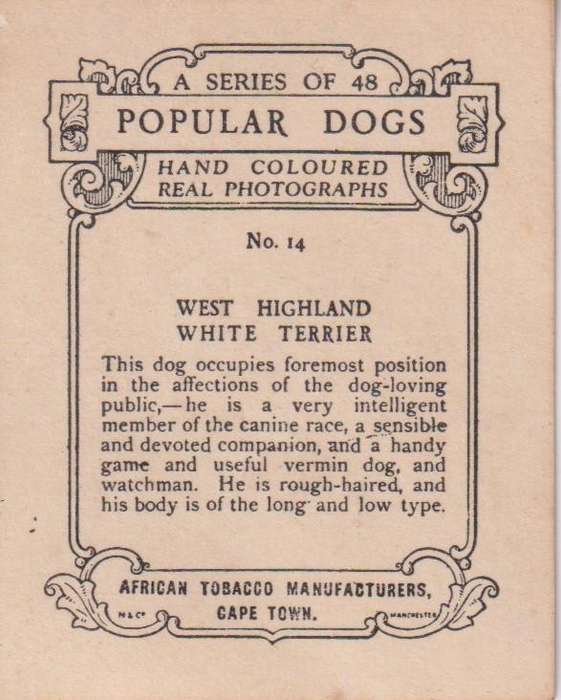 A SERIES OF 48
POPULAR DOGS
HAND COLOURED
REAL PHOTOGRAPHS
No. 14
WEST HIGHLAND
WHITE TERRIER
This dog occupies foremost position
in the affections of the dog-loving
public,—he is a very intelligent
member of the canine race, a sensible
and devoted companion, and a handy
game and useful vermin dog, and
watchman. He is rough-haired, and
his body is of the long and low type.
AFRICAN TOBACCO MANUFACTURERS,
CAPE TOWN.
M & Co MANCHESTER